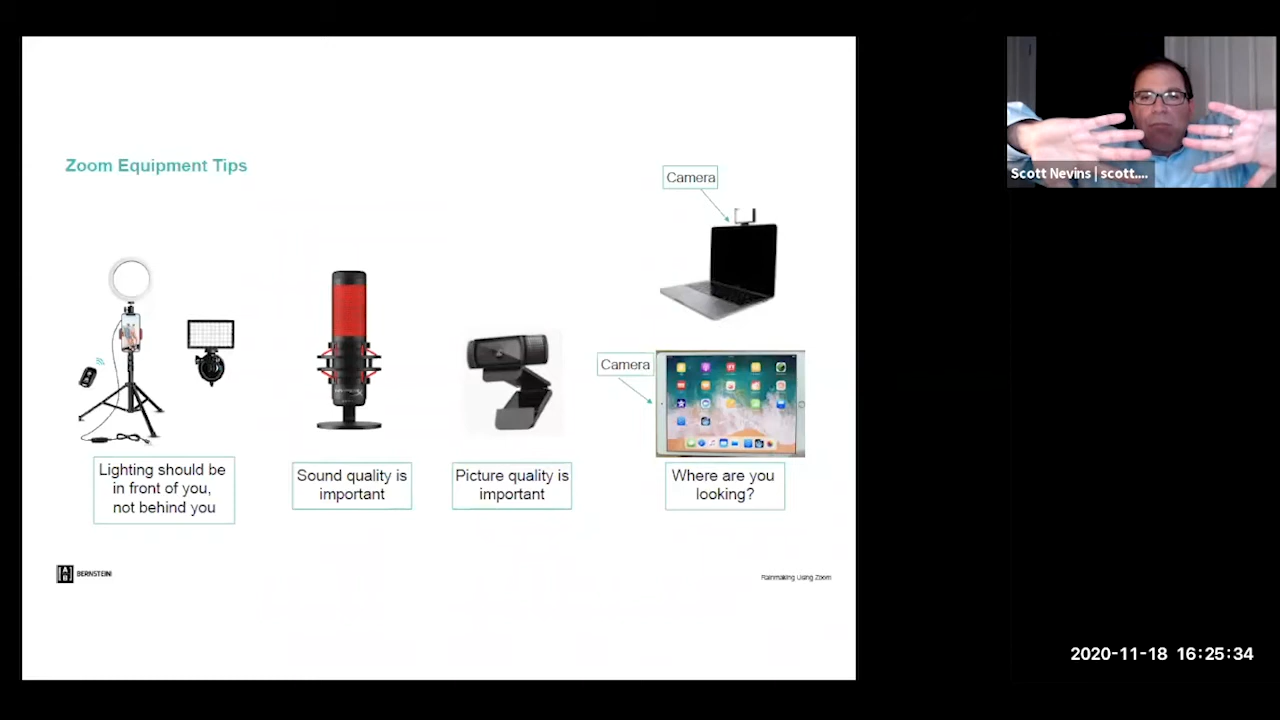 Zoom Equipment Tips
Camera
Camera
Lighting should be
in front of you,
not behind you
Sound quality is
important
Picture quality is
important
Where are you
looking?
AB
BERNSTEIN
Rainmaking Using Zoom
Scott Nevins | scott....
2020-11-18 16:25:34